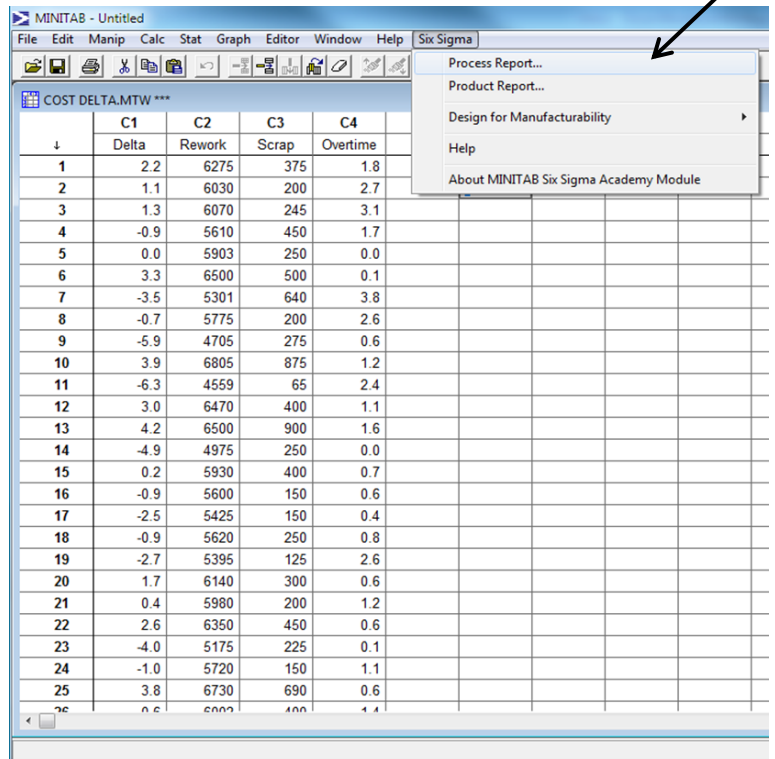 MINITAB - Untitled
File Edit Manip Calc Stat Graph Editor Window Help Six Sigma
Process Report...
Product Report...
Design for Manufacturability
Help
About MINITAB Six Sigma Academy Module
COST DELTA.MTW ***
C1 C2 C3 C4
↓ Delta Rework Scrap Overtime
1 2.2 6275 375 1.8
2 1.1 6030 200 2.7
3 1.3 6070 245 3.1
4 -0.9 5610 450 1.7
5 0.0 5903 250 0.0
6 3.3 6500 500 0.1
7 -3.5 5301 640 3.8
8 -0.7 5775 200 2.6
9 -5.9 4705 275 0.6
10 3.9 6805 875 1.2
11 -6.3 4559 65 2.4
12 3.0 6470 400 1.1
13 4.2 6500 900 1.6
14 -4.9 4975 250 0.0
15 0.2 5930 400 0.7
16 -0.9 5600 150 0.6
17 -2.5 5425 150 0.4
18 -0.9 5620 250 0.8
19 -2.7 5395 125 2.6
20 1.7 6140 300 0.6
21 0.4 5980 200 1.2
22 2.6 6350 450 0.6
23 -4.0 5175 225 0.1
24 -1.0 5720 150 1.1
25 3.8 6730 690 0.6